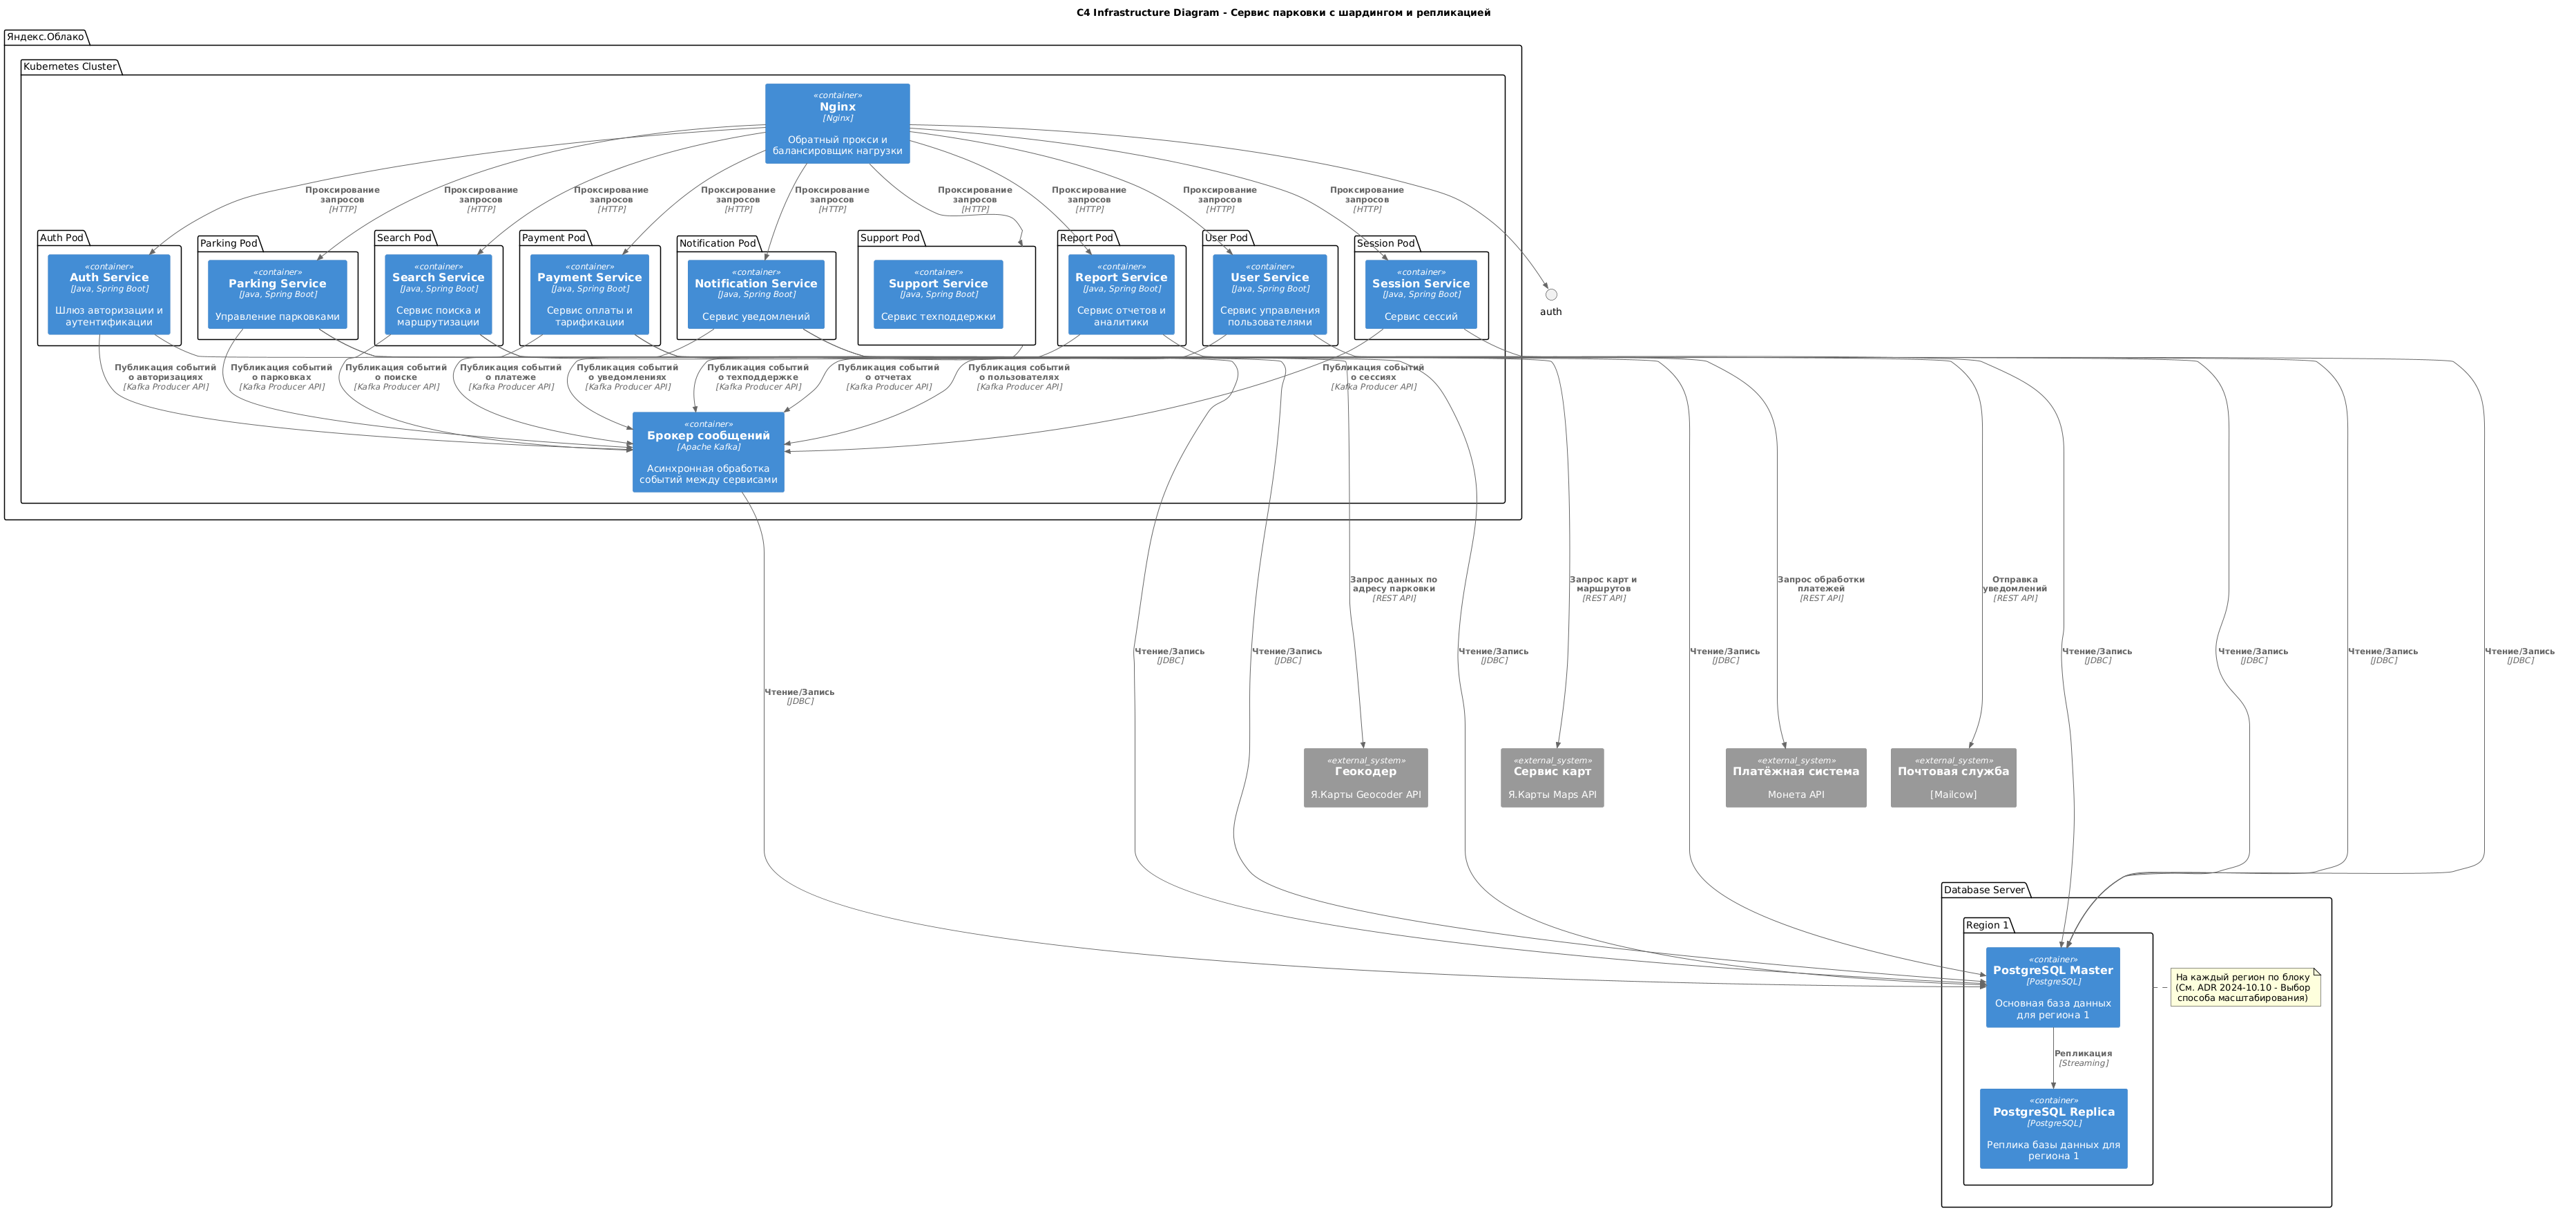 C4 Infrastructure Diagram - Сервис парковки с шардингом и репликацией
Яндекс.Облако
Kubernetes Cluster
«container»
Nginx
[Nginx]
Обратный прокси и
балансировщик нагрузки
Проксирование
запросов
[HTTP]
Проксирование
запросов
[HTTP]
Проксирование
запросов
[HTTP]
Проксирование
запросов
[HTTP]
Проксирование
запросов
[HTTP]
Проксирование
запросов
[HTTP]
Проксирование
запросов
[HTTP]
Проксирование
запросов
[HTTP]
Проксирование
запросов
[HTTP]
Auth Pod
«container»
Auth Service
[Java, Spring Boot]
Шлюз авторизации и
аутентификации
Parking Pod
«container»
Parking Service
[Java, Spring Boot]
Управление парковками
Search Pod
«container»
Search Service
[Java, Spring Boot]
Сервис поиска и
маршрутизации
Payment Pod
«container»
Payment Service
[Java, Spring Boot]
Сервис оплаты и
тарификации
Notification Pod
«container»
Notification Service
[Java, Spring Boot]
Сервис уведомлений
Support Pod
«container»
Support Service
[Java, Spring Boot]
Сервис техподдержки
Report Pod
«container»
Report Service
[Java, Spring Boot]
Сервис отчетов и
аналитики
User Pod
«container»
User Service
[Java, Spring Boot]
Сервис управления
пользователями
Session Pod
«container»
Session Service
[Java, Spring Boot]
Сервис сессий
auth
Публикация событий
о авторизациях
[Kafka Producer API]
Публикация событий
о парковках
[Kafka Producer API]
Публикация событий
о поиске
[Kafka Producer API]
Публикация событий
о платеже
[Kafka Producer API]
Публикация событий
о уведомлениях
[Kafka Producer API]
Публикация событий
о техподдержке
[Kafka Producer API]
Публикация событий
о отчетах
[Kafka Producer API]
Публикация событий
о пользователях
[Kafka Producer API]
Публикация событий
о сессиях
[Kafka Producer API]
«container»
Брокер сообщений
[Apache Kafka]
Асинхронная обработка
событий между сервисами
Запрос данных по
адресу парковки
[REST API]
Запрос карт и
маршрутов
[REST API]
Запрос обработки
платежей
[REST API]
Отправка
уведомлений
[REST API]
Чтение/Запись
[JDBC]
Чтение/Запись
[JDBC]
Чтение/Запись
[JDBC]
Чтение/Запись
[JDBC]
Чтение/Запись
[JDBC]
Чтение/Запись
[JDBC]
Чтение/Запись
[JDBC]
Чтение/Запись
[JDBC]
Чтение/Запись
[JDBC]
«external_system»
Геокодер
Я.Карты Geocoder API
«external_system»
Сервис карт
Я.Карты Maps API
«external_system»
Платёжная система
Монета API
«external_system»
Почтовая служба
[Mailcow]
Database Server
Region 1
«container»
PostgreSQL Master
[PostgreSQL]
Основная база данных
для региона 1
На каждый регион по блоку
(См. ADR 2024-10.10 - Выбор
способа масштабирования)
Репликация
[Streaming]
«container»
PostgreSQL Replica
[PostgreSQL]
Реплика базы данных для
региона 1